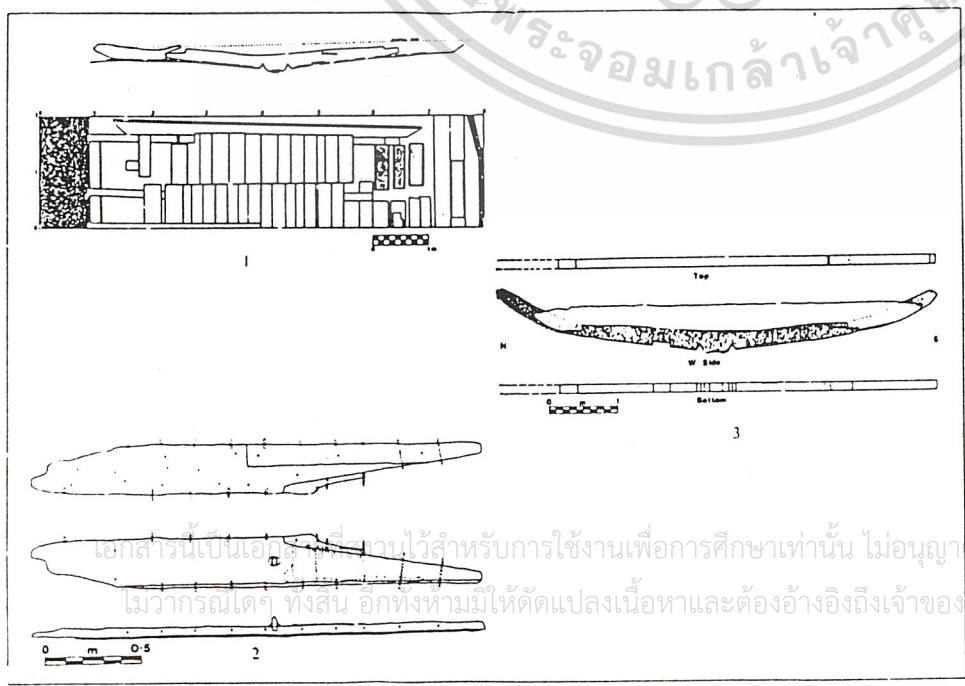 พระจอมเกล้าเจ้าคุณ
1
Top
N
S
W Side
Bottom
0 m 1
3
เอกสารนี้เป็นเอกสารที่สงวนไว้สำหรับการใช้งานเพื่อการศึกษาเท่านั้น ไม่อนุญา
ไม่ว่ากรณีใดๆ ทั้งสิ้น อีกทั้งห้ามมิให้ดัดแปลงเนื้อหาและต้องอ้างอิงถึงเจ้าของ
0 m 0·5
2